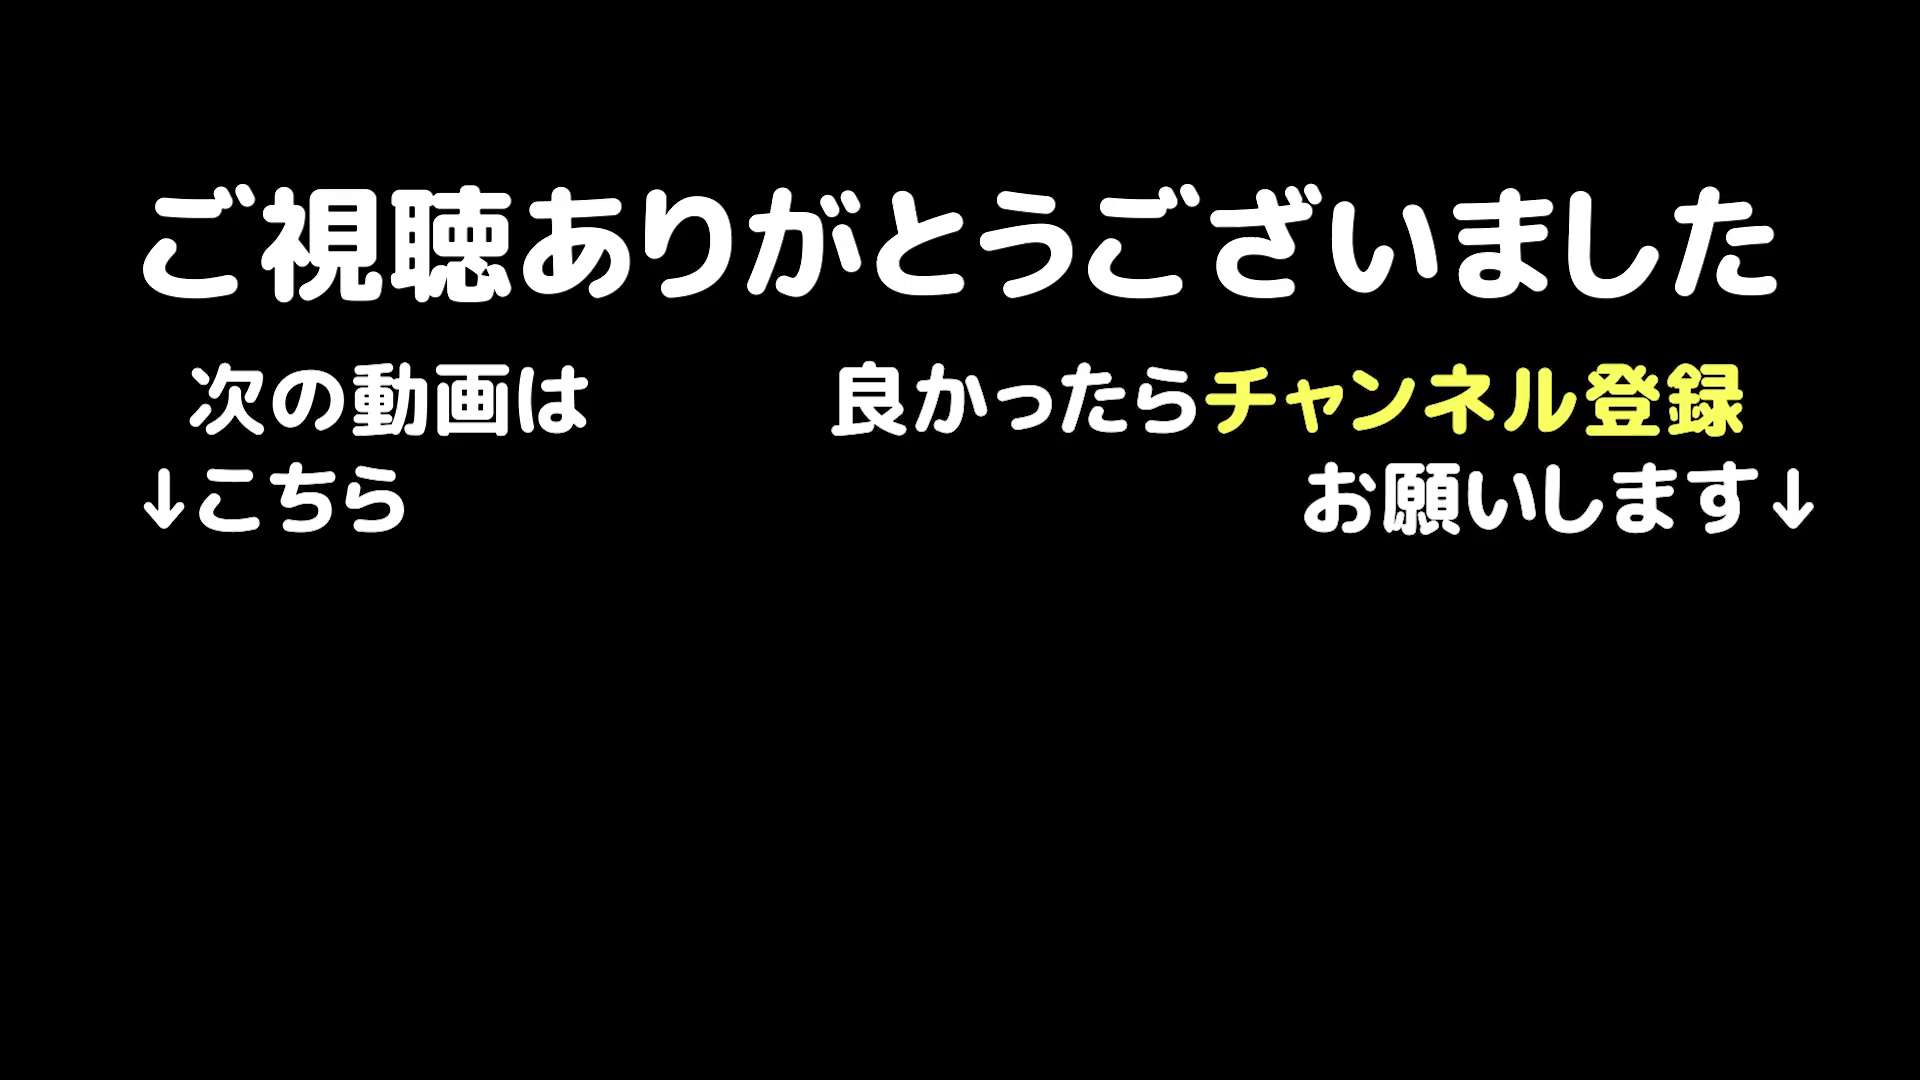 ご視聴ありがとうございました
次の動画は
↓こちら
良かったらチャンネル登録
お願いします↓